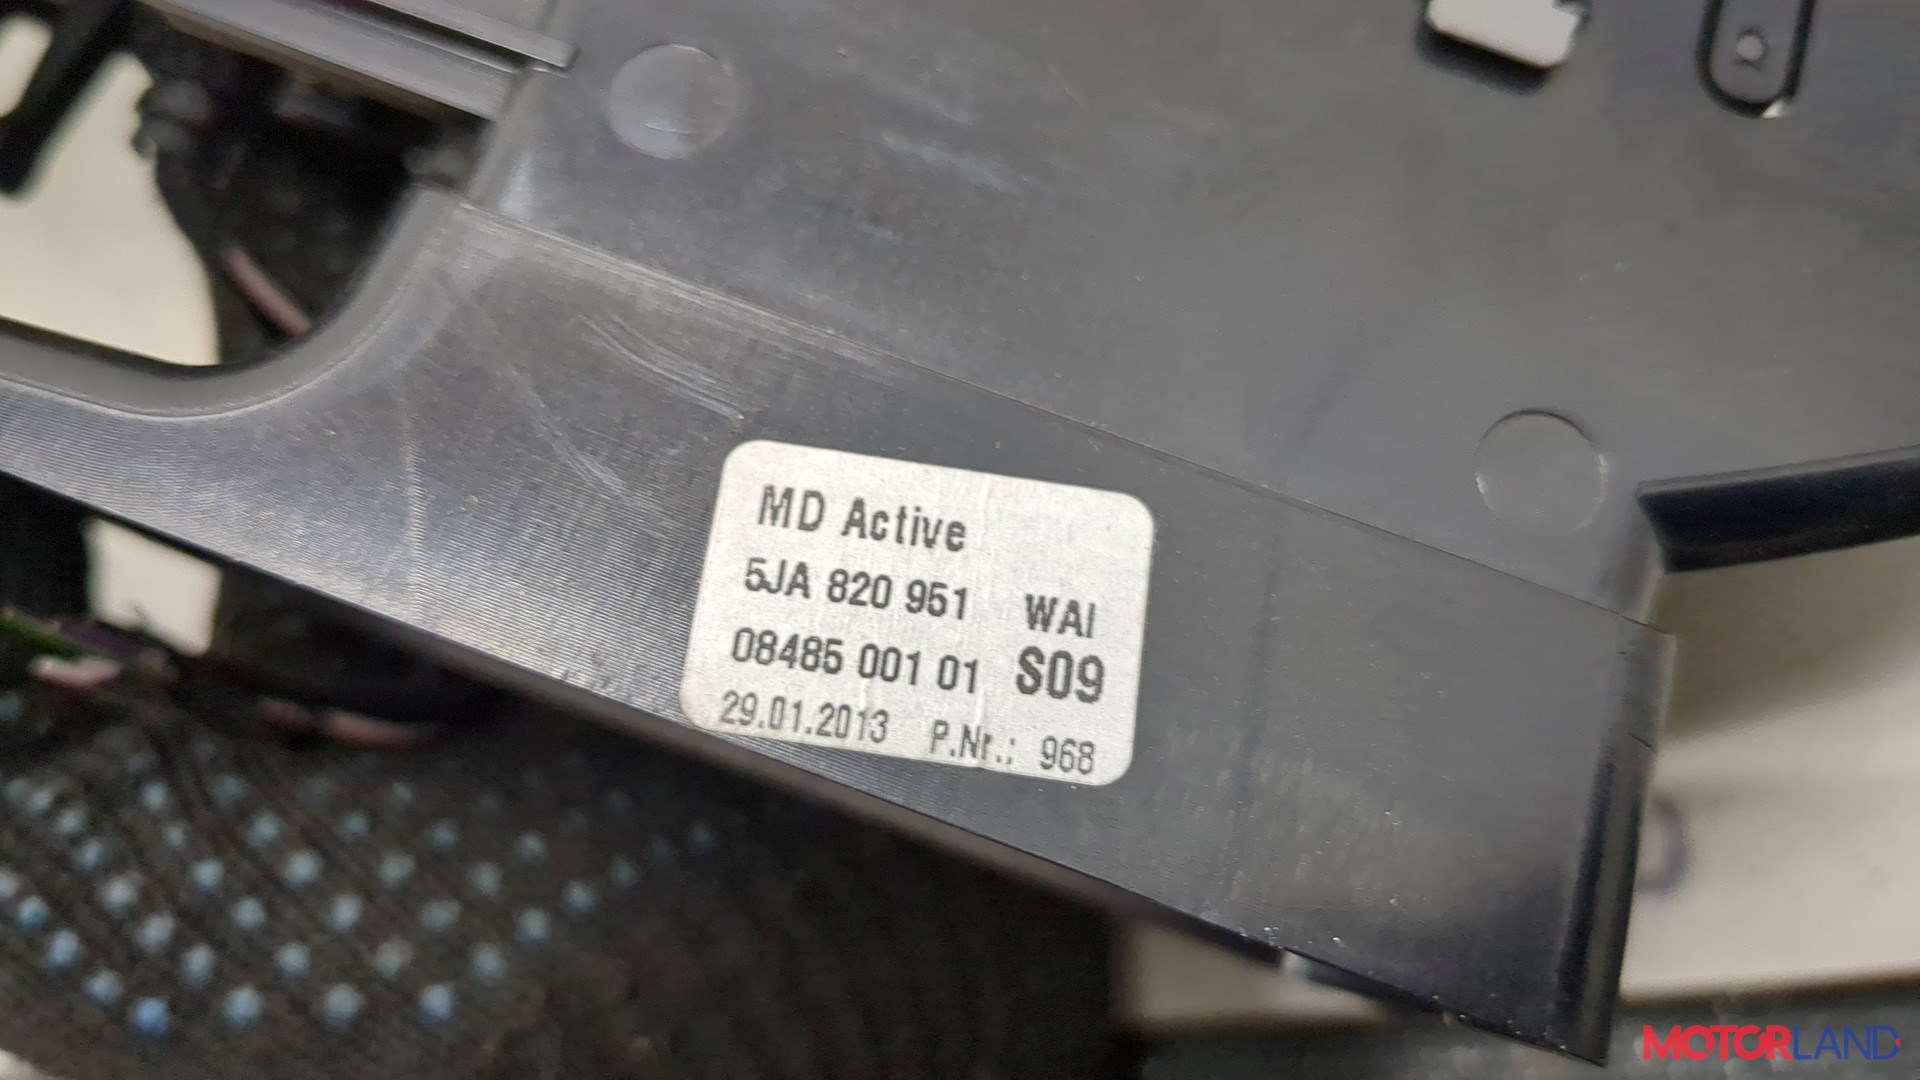 MD Active
5JA 820 951 WAI
08485 001 01 S09
29.01.2013 P.Nr.: 968
MOTORLAND